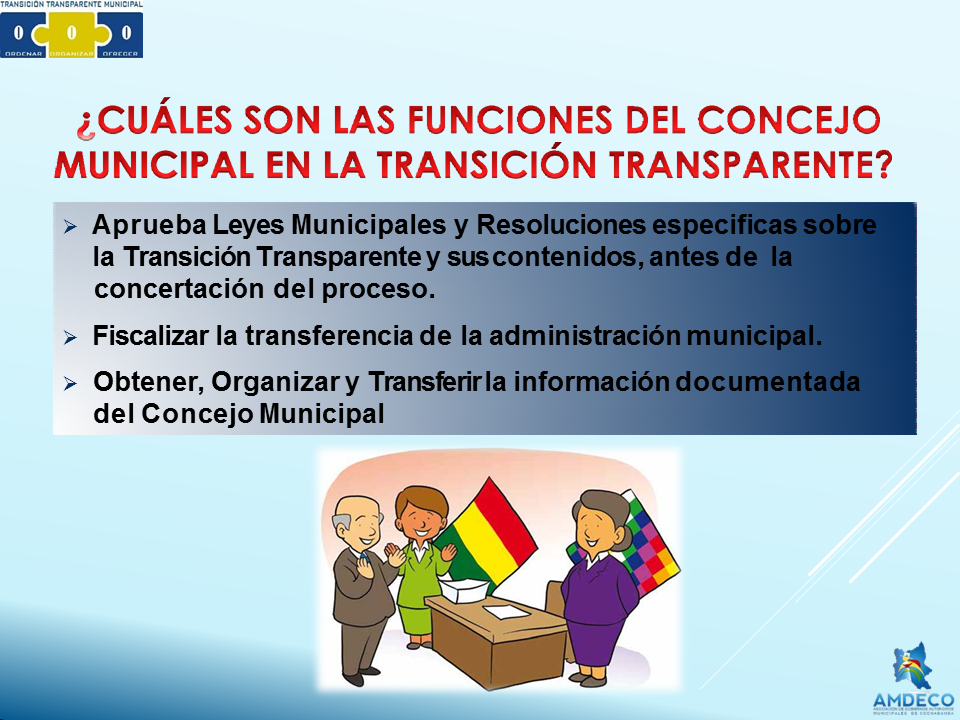 TRANSICIÓN TRANSPARENTE MUNICIPAL
0 0 0
ORDENAR ORGANIZAR OFRECER
¿CUÁLES SON LAS FUNCIONES DEL CONCEJO
MUNICIPAL EN LA TRANSICIÓN TRANSPARENTE?
Aprueba Leyes Municipales y Resoluciones especificas sobre
la Transición Transparente y sus contenidos, antes de la
concertación del proceso.
Fiscalizar la transferencia de la administración municipal.
Obtener, Organizar y Transferir la información documentada
del Concejo Municipal
AMDECO
ASOCIACIÓN DE GOBIERNOS AUTÓNOMOS
MUNICIPALES DE COCHABAMBA